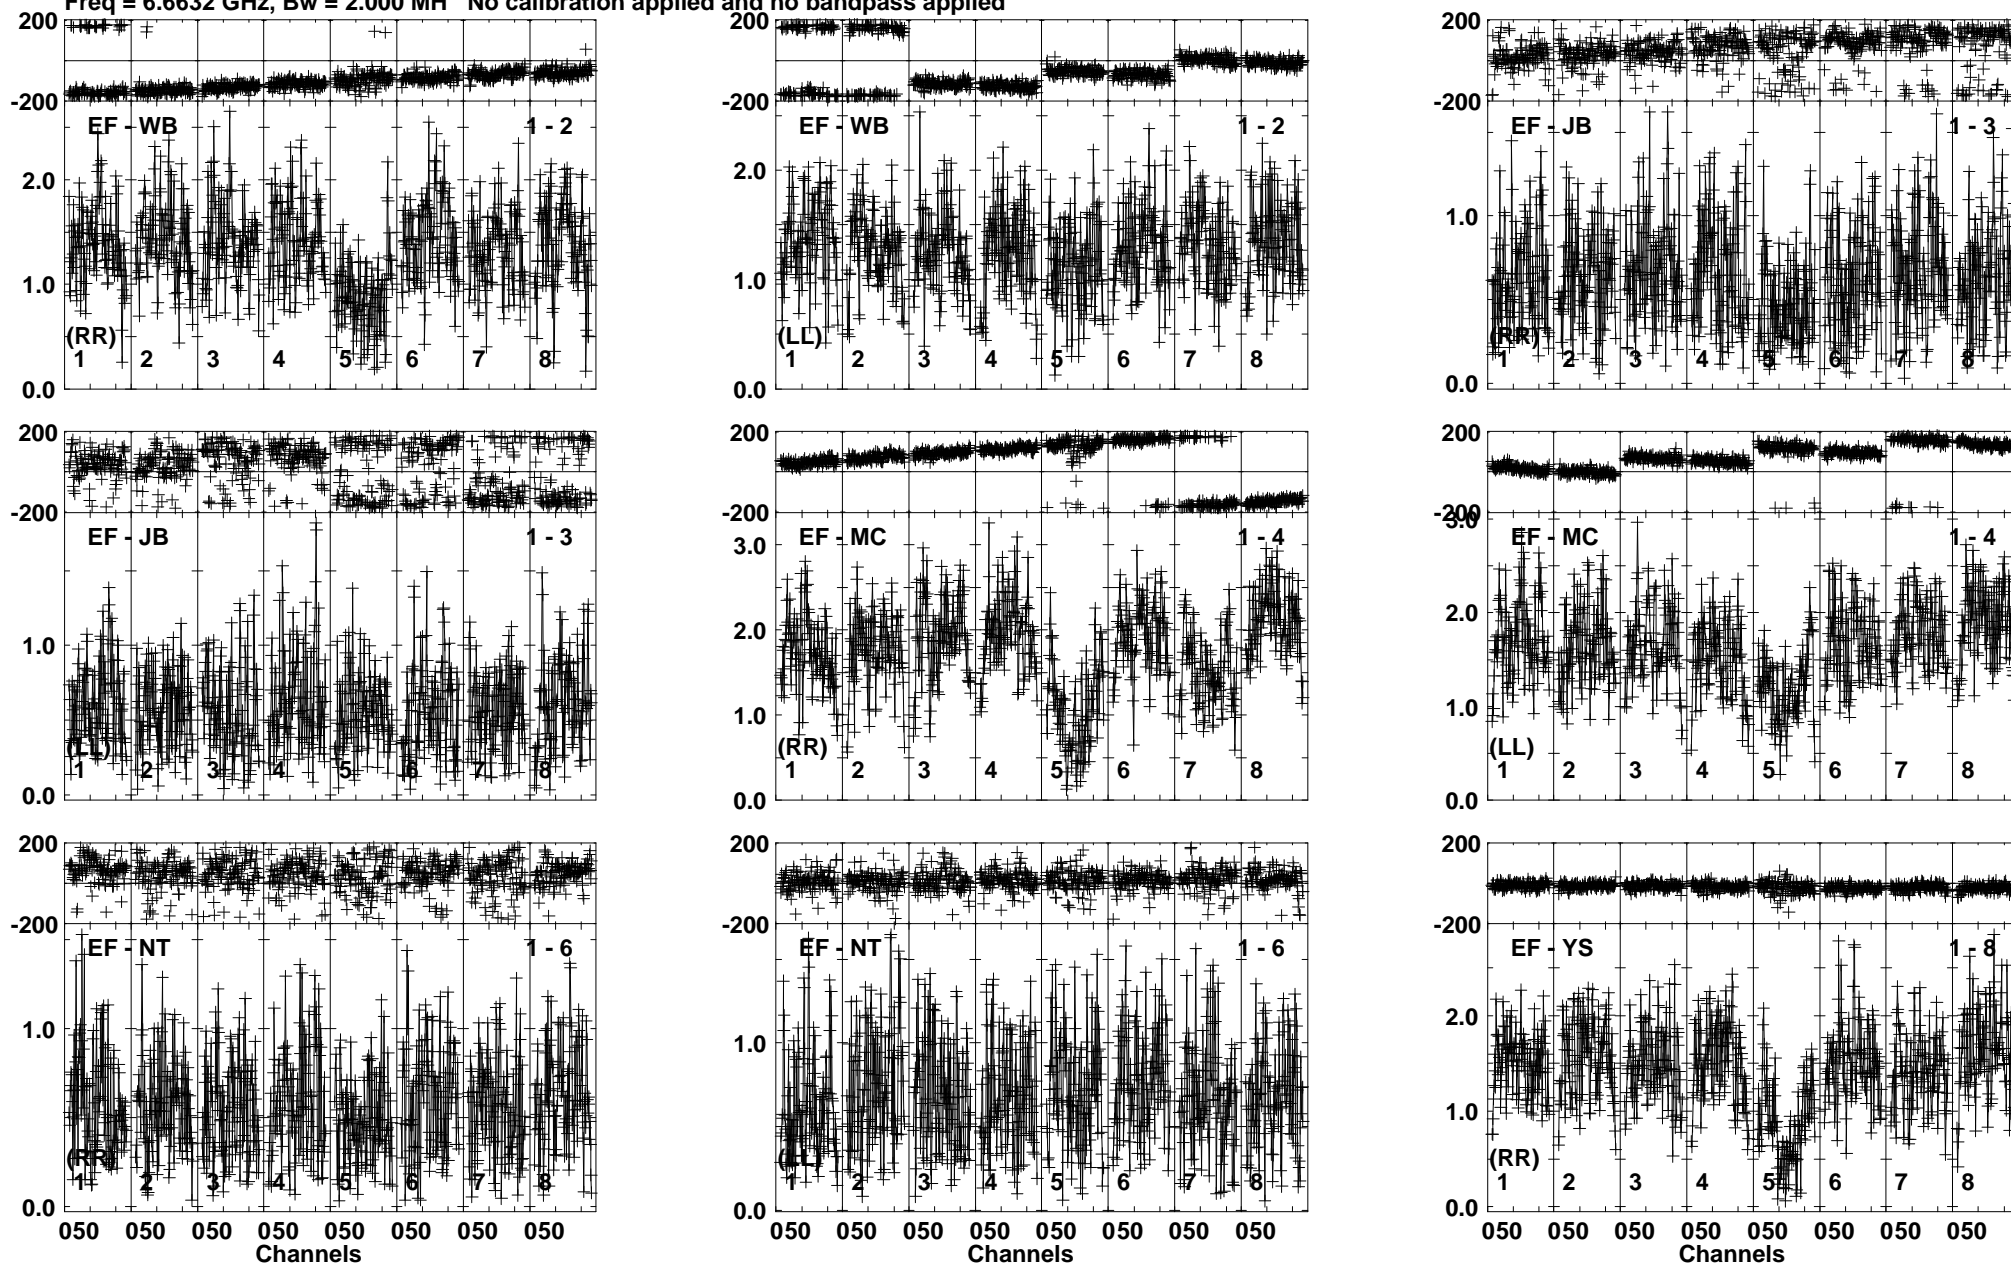 Freq = 6.6632 GHz, Bw = 2.000 MH No calibration applied and no bandpass applied
200 200 200
-200 -200 -200
EF - WB 1 - 2 EF - WB 1 - 2 EF - JB 1 - 3
2.0 2.0 1.0
1.0 1.0
(RR) (LL) (RR)
1 2 3 4 5 6 7 8 1 2 3 4 5 6 7 8 1 2 3 4 5 6 7 8
0.0 0.0 0.0
200 200 200
-200 -200 -200
3.0
EF - JB 1 - 3 EF - MC 1 - 4 EF - MC 1 - 4
3.0
1.0 2.0 2.0
1.0 1.0
(LL) (RR) (LL)
1 2 3 4 5 6 7 8 1 2 3 4 5 6 7 8 1 2 3 4 5 6 7 8
0.0 0.0 0.0
200 200 200
-200 -200 -200
EF - NT 1 - 6 EF - NT 1 - 6 EF - YS 1 - 8
1.0 1.0 2.0
1.0
(RR) (LL) (RR)
1 2 3 4 5 6 7 8 1 2 3 4 5 6 7 8 1 2 3 4 5 6 7 8
0.0 0.0 0.0
050 050 050 050 050 050 050 050 050 050 050 050 050 050 050 050 050 050 050 050 050 050 050 050
Channels Channels Channels